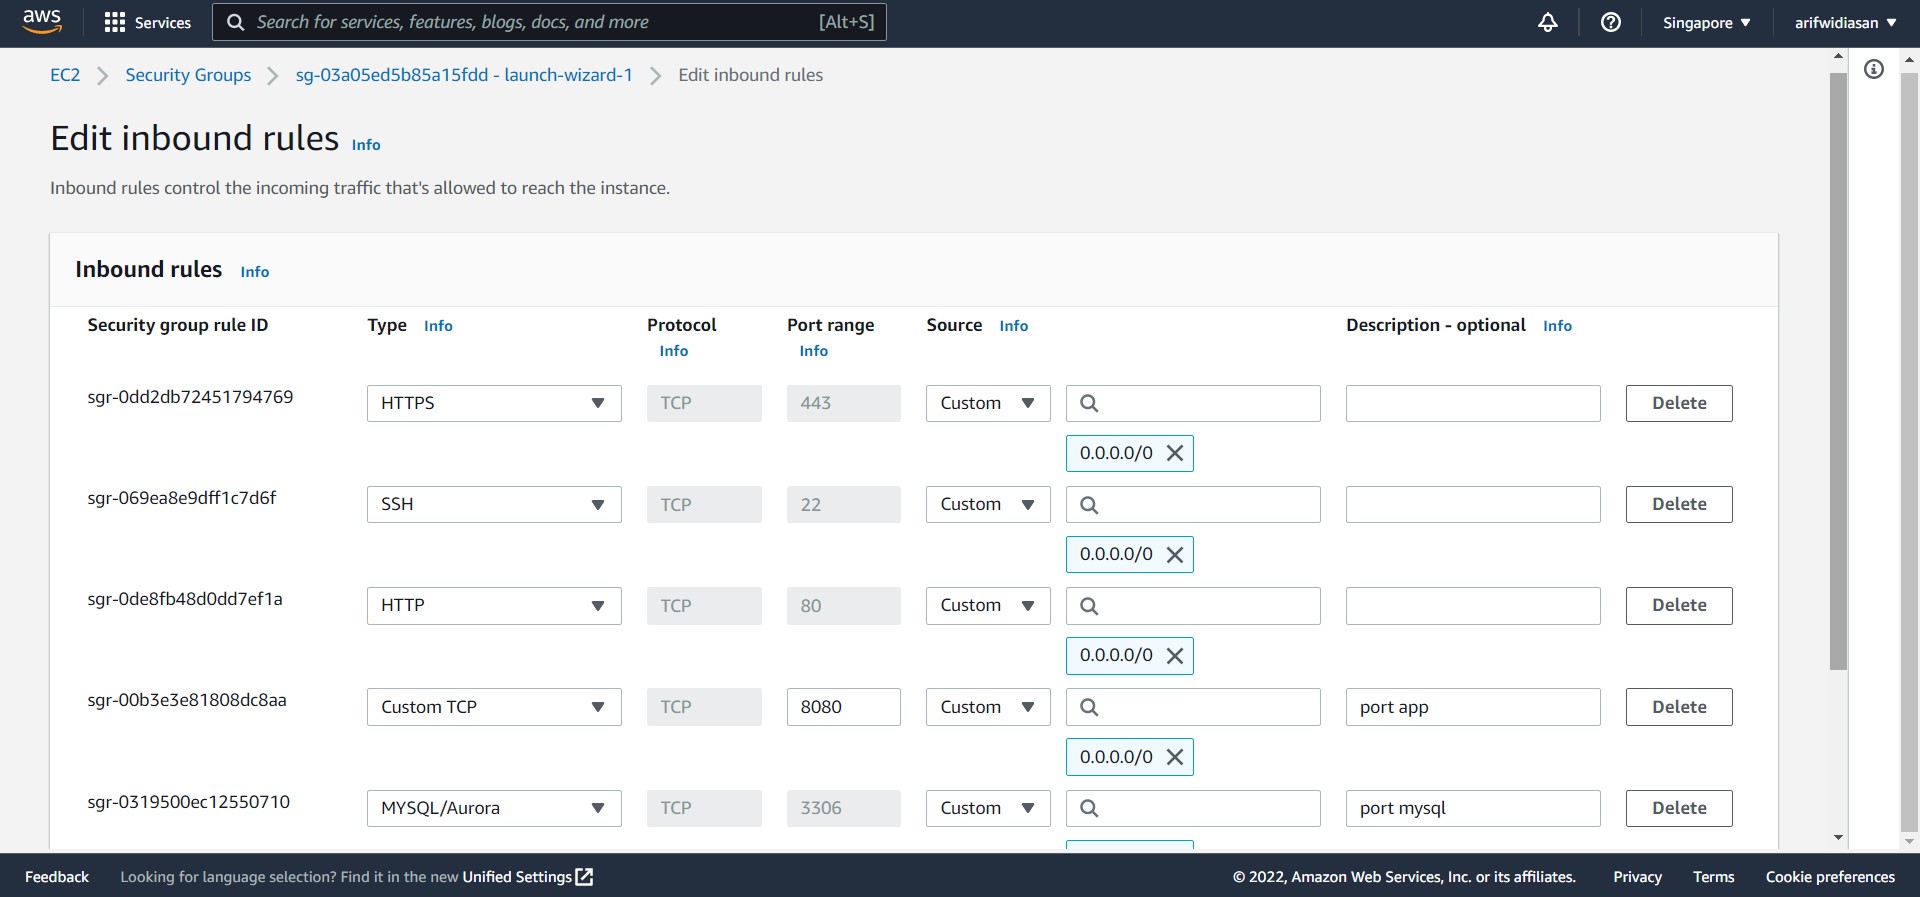 aws Services Search for services, features, blogs, docs, and more [Alt+S] Singapore arifwidiasan
EC2 Security Groups sg-03a05ed5b85a15fdd - launch-wizard-1 Edit inbound rules
Edit inbound rules Info
Inbound rules control the incoming traffic that's allowed to reach the instance.
Inbound rules Info
Security group rule ID Type Info Protocol Info Port range Info Source Info Description - optional Info
sgr-0dd2db72451794769 HTTPS TCP 443 Custom Delete
0.0.0.0/0
sgr-069ea8e9dff1c7d6f SSH TCP 22 Custom Delete
0.0.0.0/0
sgr-0de8fb48d0dd7ef1a HTTP TCP 80 Custom Delete
0.0.0.0/0
sgr-00b3e3e81808dc8aa Custom TCP TCP 8080 Custom port app Delete
0.0.0.0/0
sgr-0319500ec12550710 MYSQL/Aurora TCP 3306 Custom port mysql Delete
Feedback Looking for language selection? Find it in the new Unified Settings © 2022, Amazon Web Services, Inc. or its affiliates. Privacy Terms Cookie preferences